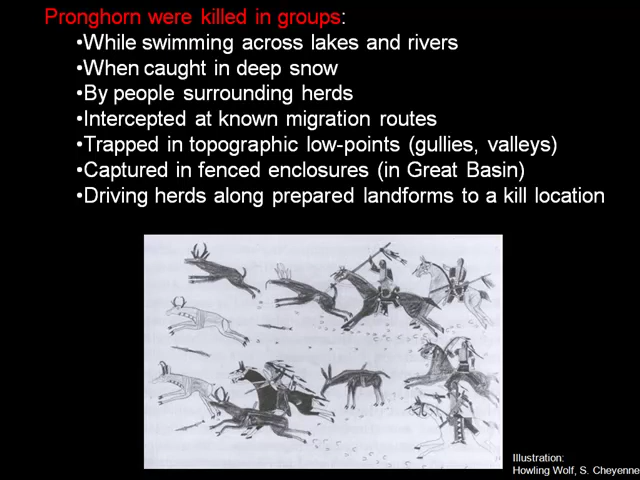 Pronghorn were killed in groups:
•While swimming across lakes and rivers
•When caught in deep snow
•By people surrounding herds
•Intercepted at known migration routes
•Trapped in topographic low-points (gullies, valleys)
•Captured in fenced enclosures (in Great Basin)
•Driving herds along prepared landforms to a kill location
Illustration:
Howling Wolf, S. Cheyenne